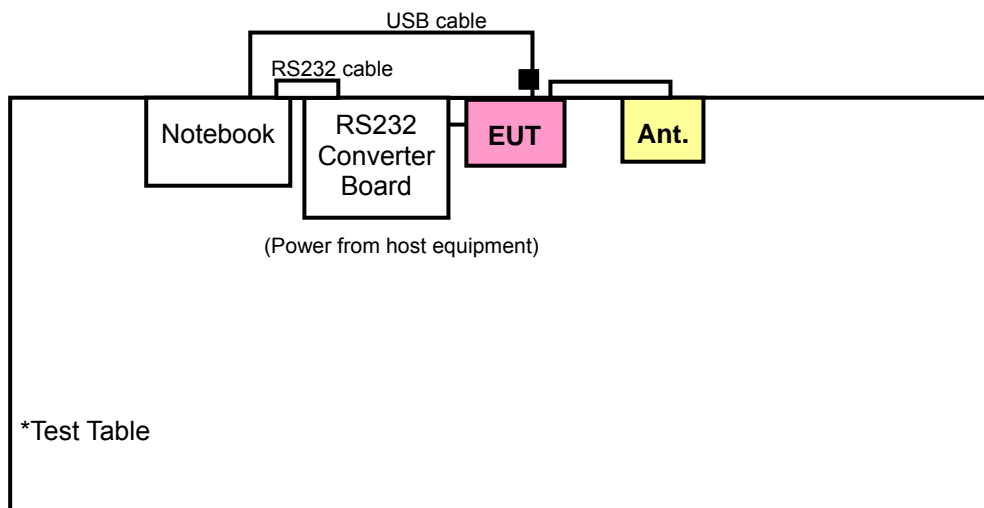 USB cable
RS232 cable
Notebook
RS232
Converter
Board
EUT
Ant.
(Power from host equipment)
*Test Table